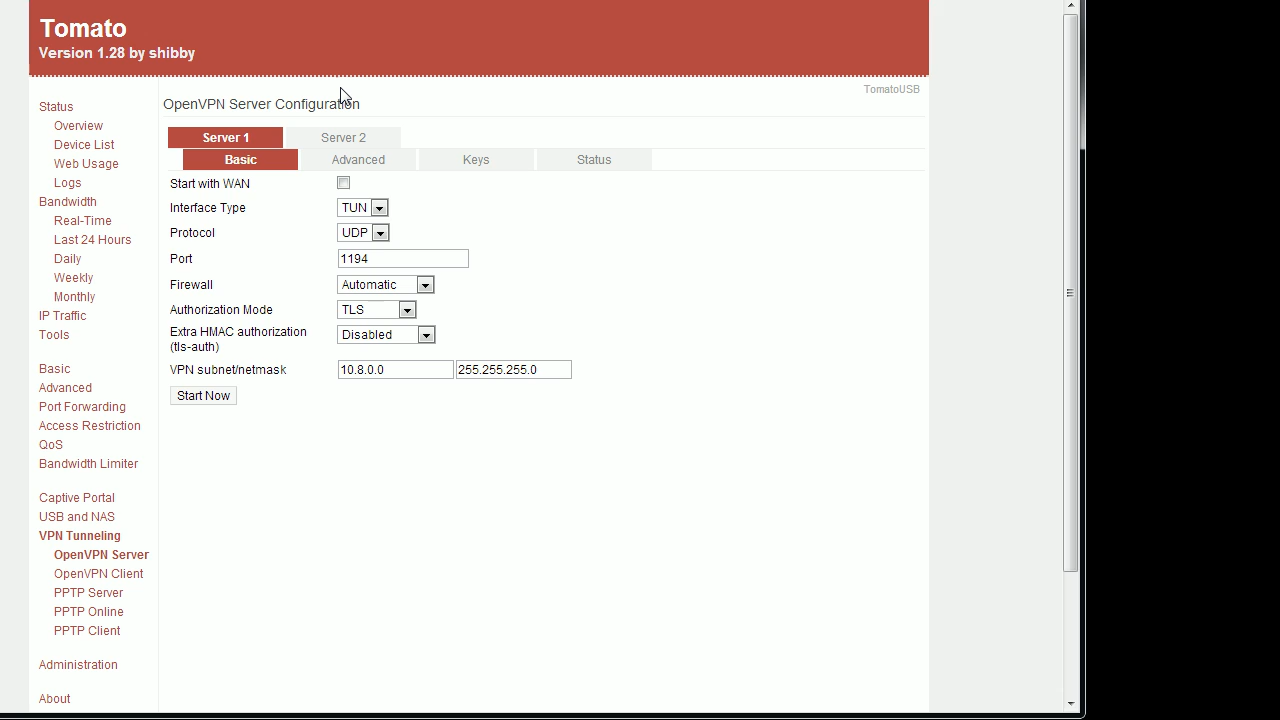 Tomato
Version 1.28 by shibby
TomatoUSB
Status
Overview
Device List
Web Usage
Logs
Bandwidth
Real-Time
Last 24 Hours
Daily
Weekly
Monthly
IP Traffic
Tools
Basic
Advanced
Port Forwarding
Access Restriction
QoS
Bandwidth Limiter
Captive Portal
USB and NAS
VPN Tunneling
OpenVPN Server
OpenVPN Client
PPTP Server
PPTP Online
PPTP Client
Administration
About
OpenVPN Server Configuration
Server 1 Server 2
Basic Advanced Keys Status
Start with WAN
Interface Type TUN
Protocol UDP
Port 1194
Firewall Automatic
Authorization Mode TLS
Extra HMAC authorization
(tls-auth) Disabled
VPN subnet/netmask 10.8.0.0 255.255.255.0
Start Now